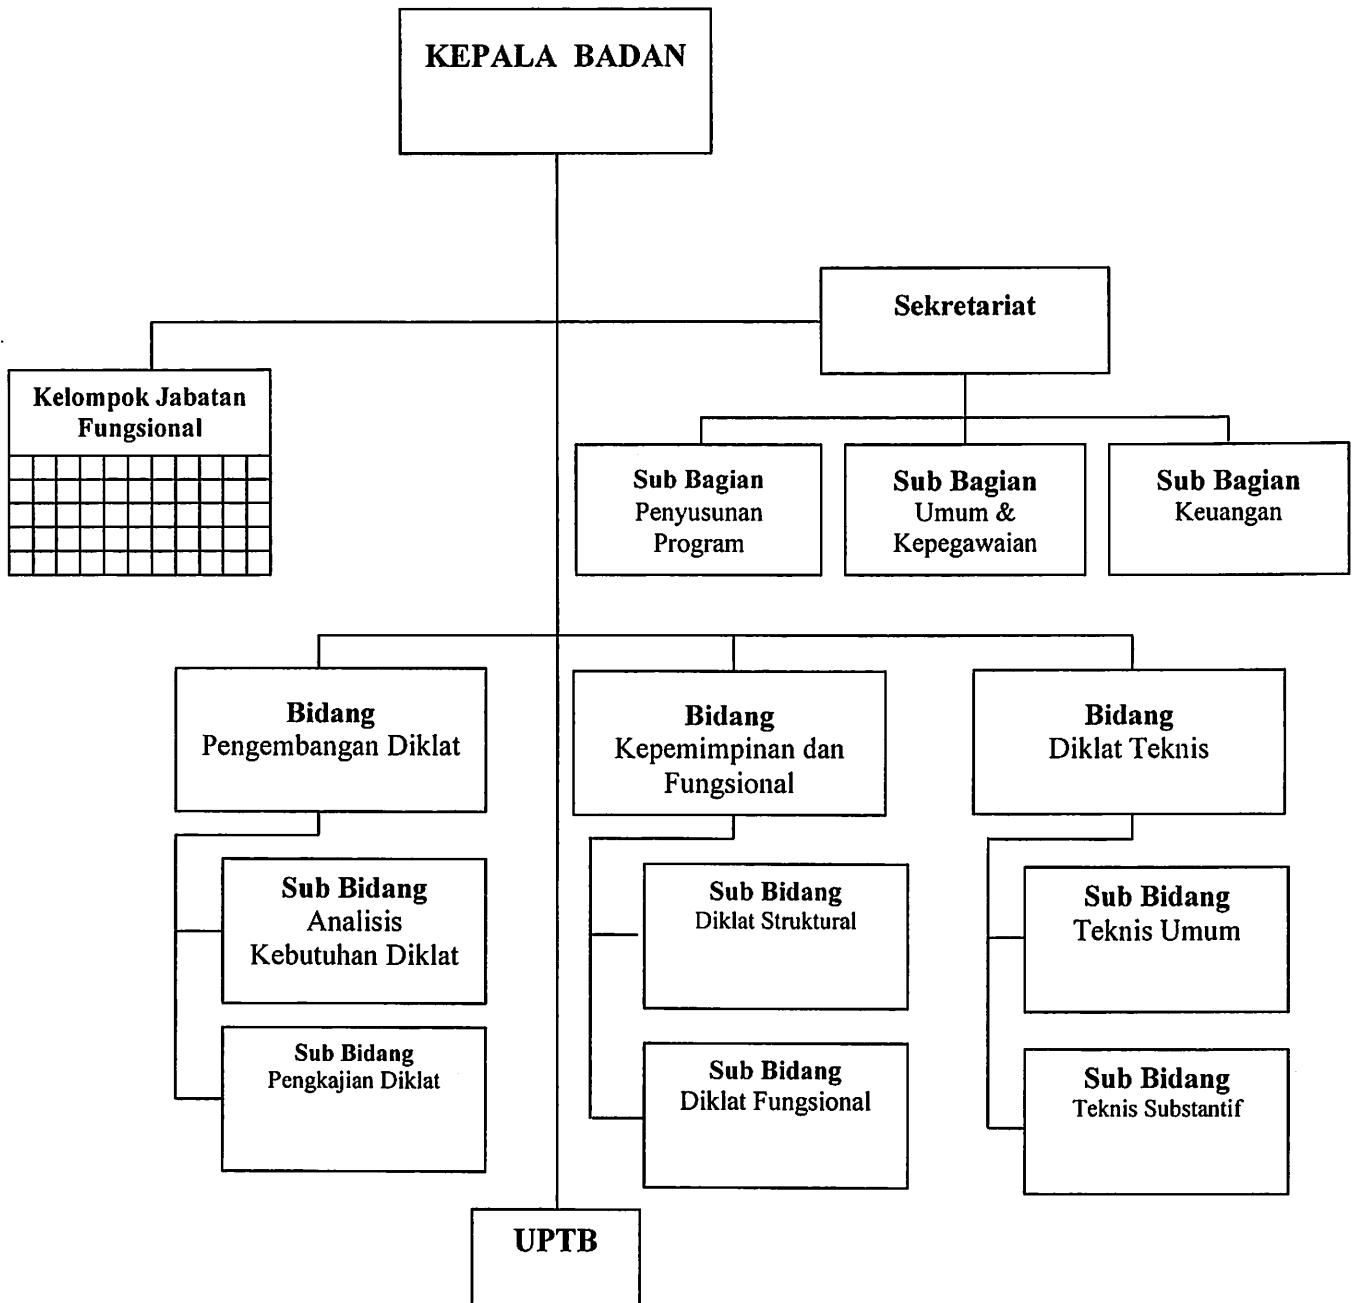 KEPALA BADAN
Sekretariat
Kelompok Jabatan
Fungsional
Sub Bagian
Penyusunan
Program
Sub Bagian
Umum &
Kepegawaian
Sub Bagian
Keuangan
Bidang
Pengembangan Diklat
Bidang
Kepemimpinan dan
Fungsional
Bidang
Diklat Teknis
Sub Bidang
Analisis
Kebutuhan Diklat
Sub Bidang
Diklat Struktural
Sub Bidang
Teknis Umum
Sub Bidang
Pengkajian Diklat
Sub Bidang
Diklat Fungsional
Sub Bidang
Teknis Substantif
UPTB